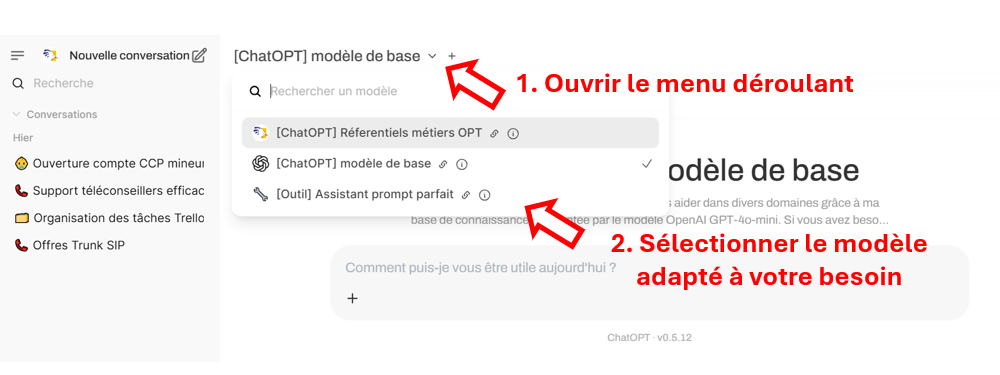 Nouvelle conversation
Recherche
Conversations
Hier
Ouverture compte CCP mineur
Support téléconseillers efficac
Organisation des tâches Trello
Offres Trunk SIP
[ChatOPT] modèle de base
Rechercher un modèle
[ChatOPT] Réferentiels métiers OPT
[ChatOPT] modèle de base
[Outil] Assistant prompt parfait
1. Ouvrir le menu déroulant
odèle de base
s aider dans divers domaines grâce à ma
base de connaissance par le modèle OpenAI GPT-4o-mini. Si vous avez beso...
2. Sélectionner le modèle
adapté à votre besoin
Comment puis-je vous être utile aujourd'hui ?
ChatOPT · v0.5.12